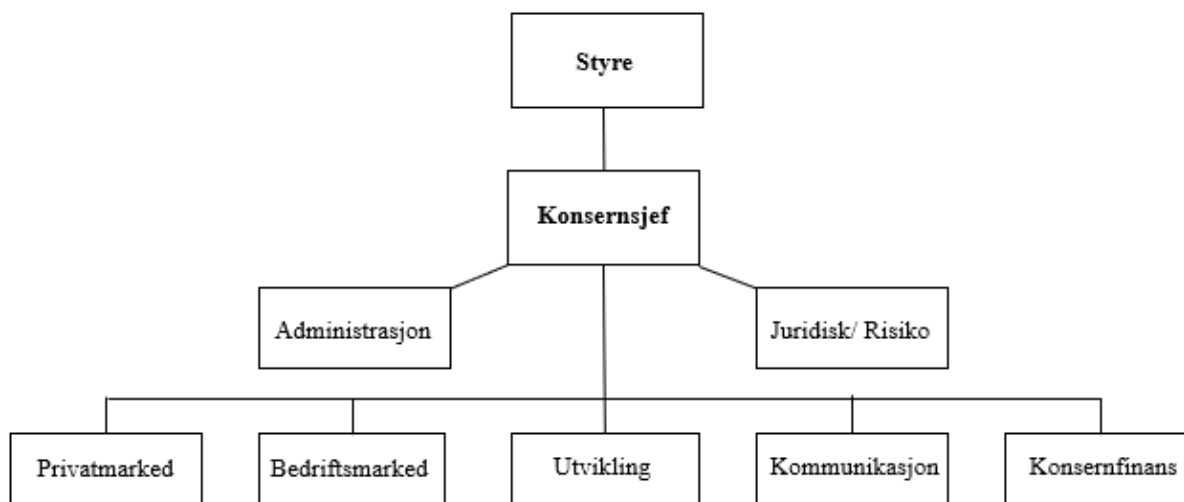 Styre
Konsernsjef
Administrasjon
Juridisk/ Risiko
Privatmarked
Bedriftsmarked
Utvikling
Kommunikasjon
Konsernfinans